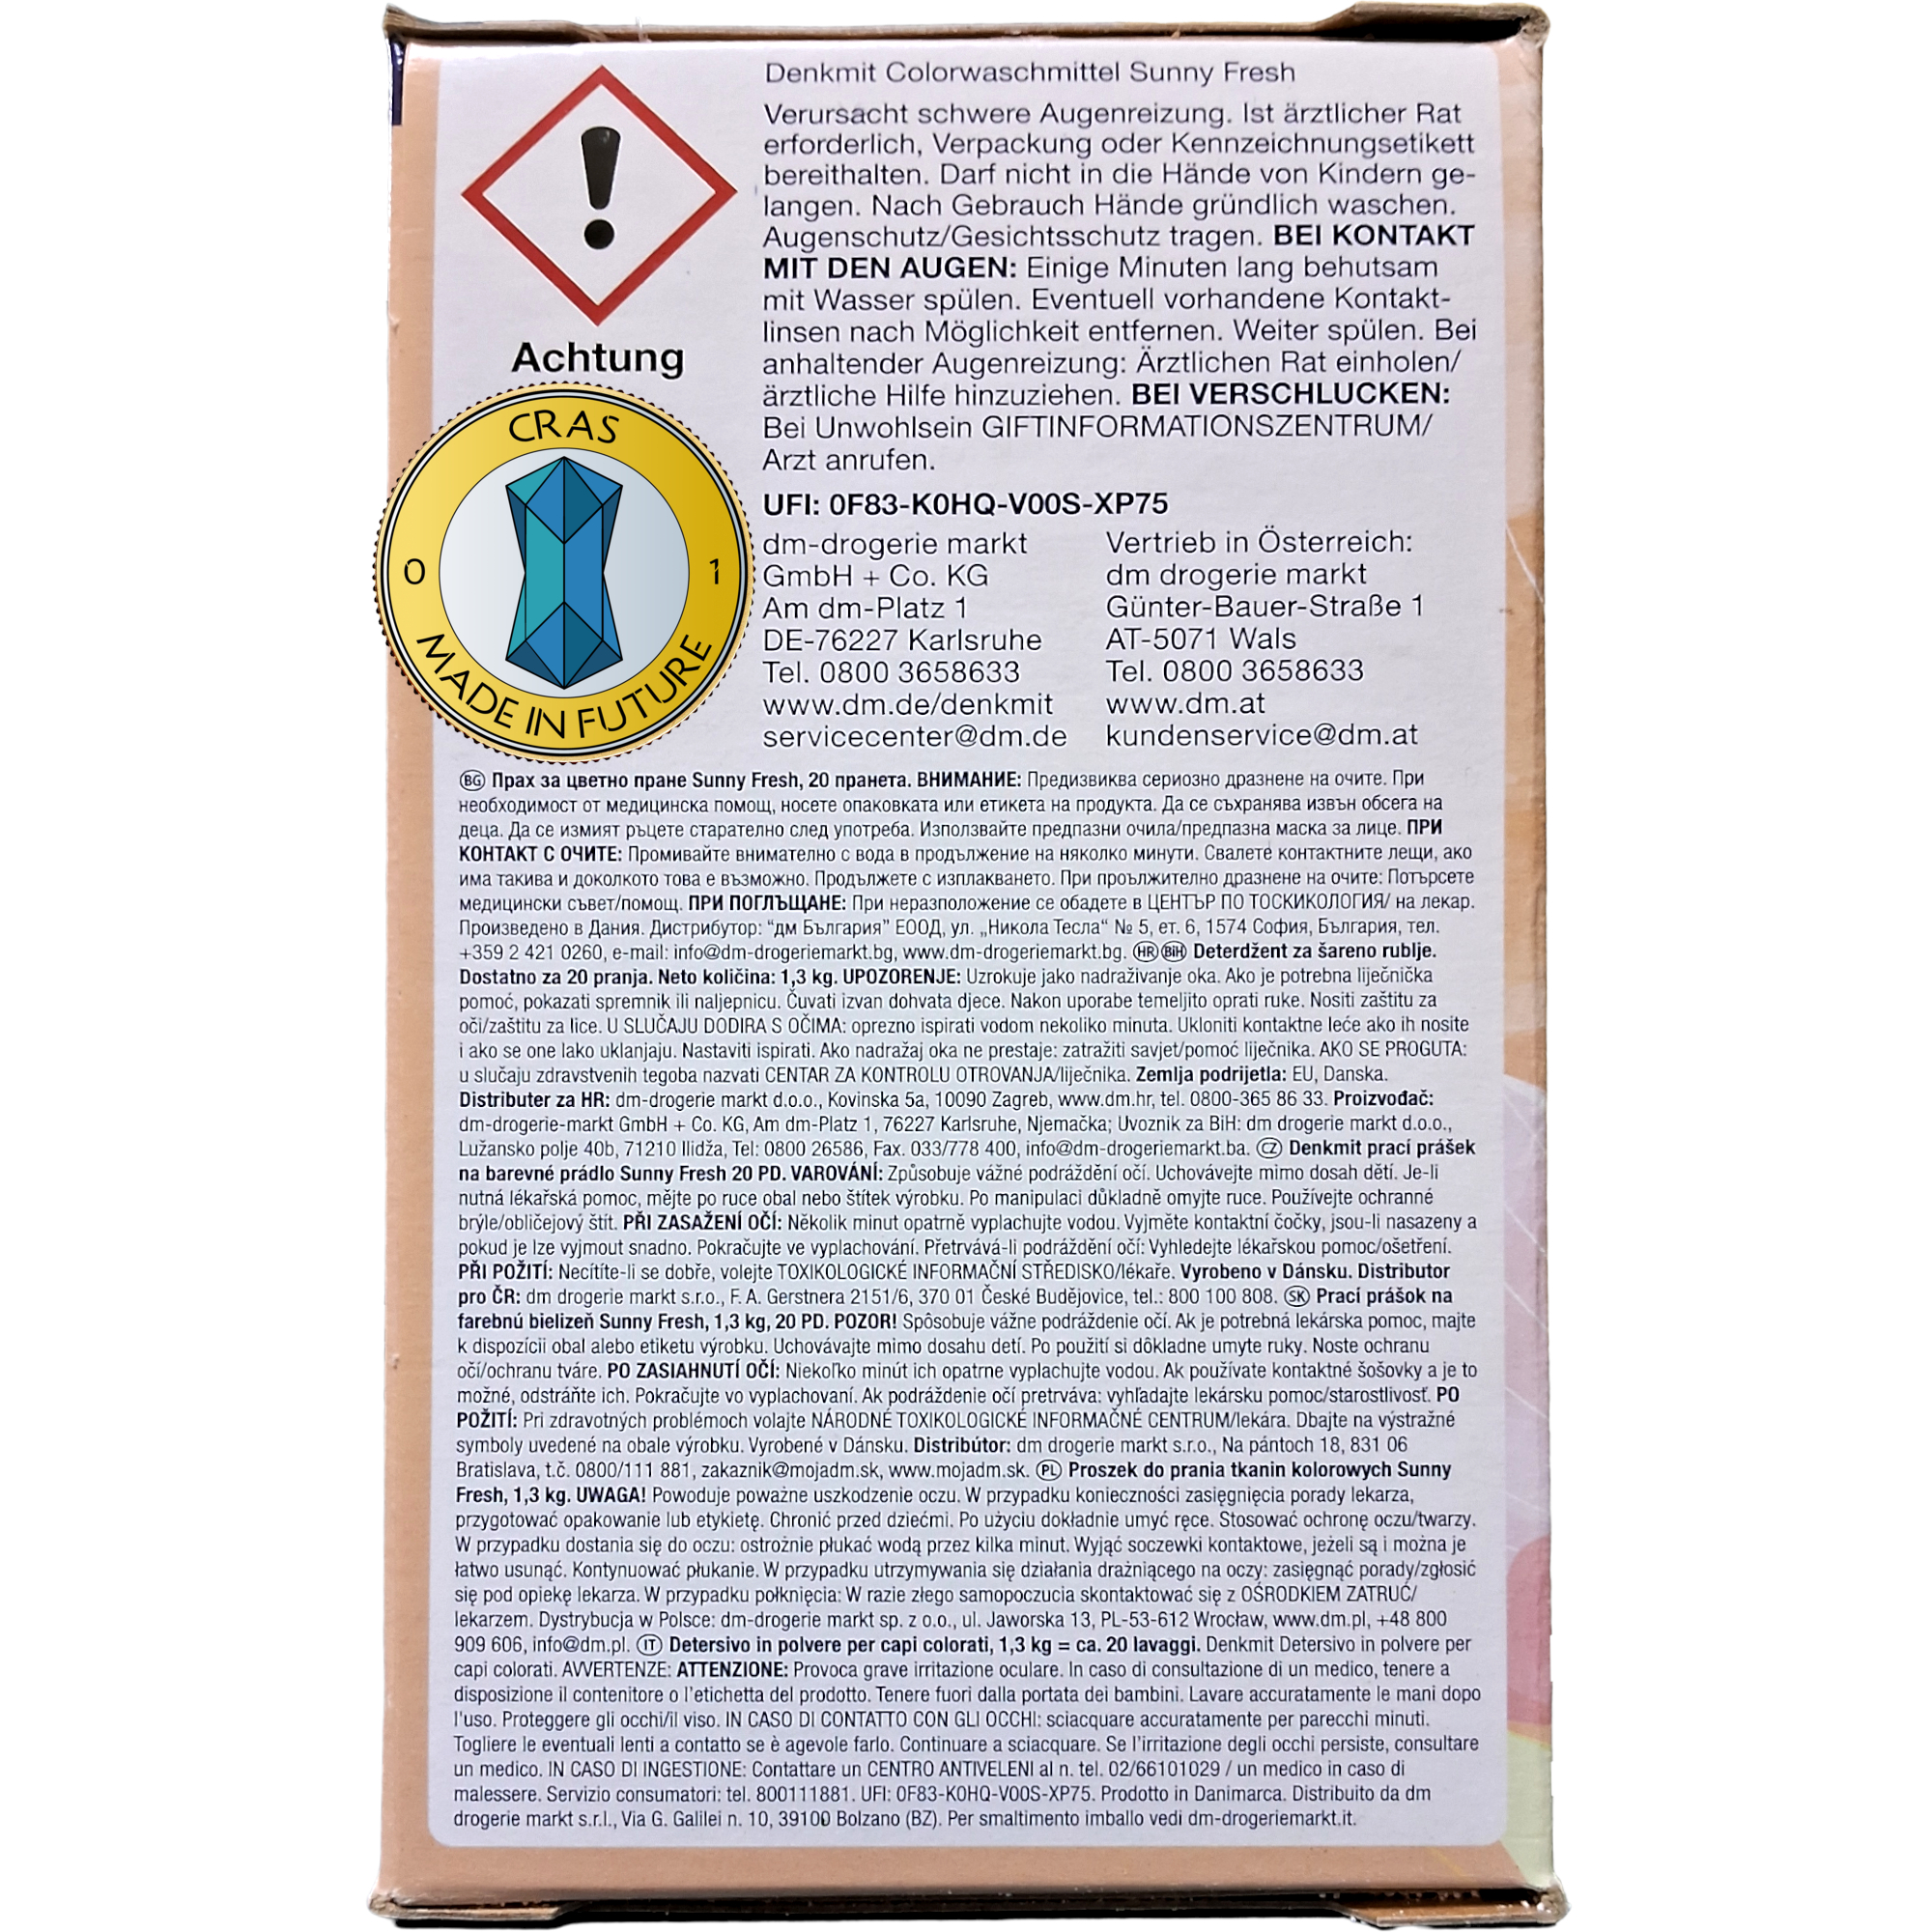 Denkmit Colorwaschmittel Sunny Fresh
Verursacht schwere Augenreizung. Ist ärztlicher Rat
erforderlich, Verpackung oder Kennzeichnungsetikett
bereithalten. Darf nicht in die Hände von Kindern ge-
langen. Nach Gebrauch Hände gründlich waschen.
Augenschutz/Gesichtsschutz tragen. BEI KONTAKT
MIT DEN AUGEN: Einige Minuten lang behutsam
mit Wasser spülen. Eventuell vorhandene Kontakt-
linsen nach Möglichkeit entfernen. Weiter spülen. Bei
anhaltender Augenreizung: Ärztlichen Rat einholen/
ärztliche Hilfe hinzuziehen. BEI VERSCHLUCKEN:
Bei Unwohlsein GIFTINFORMATIONSZENTRUM/
Arzt anrufen.
Achtung
CRAS
0 1
MADE IN FUTURE
UFI: 0F83-K0HQ-V00S-XP75
dm-drogerie markt
GmbH + Co. KG
Am dm-Platz 1
DE-76227 Karlsruhe
Tel. 0800 3658633
www.dm.de/denkmit
servicecenter@dm.de
Vertrieb in Österreich:
dm drogerie markt
Günter-Bauer-Straße 1
AT-5071 Wals
Tel. 0800 3658633
www.dm.at
kundenservice@dm.at
BG Прах за цветно пране Sunny Fresh, 20 пранета. ВНИМАНИЕ: Предизвиква сериозно дразнене на очите. При
необходимост от медицинска помощ, носете опаковката или етикета на продукта. Да се съхранява извън обсега на
деца. Да се измият ръцете старателно след употреба. Използвайте предпазни очила/предпазна маска за лице. ПРИ
КОНТАКТ С ОЧИТЕ: Промивайте внимателно с вода в продължение на няколко минути. Свалете контактните лещи, ако
има такива и доколкото това е възможно. Продължете с изплакването. При проължително дразнене на очите: Потърсете
медицински съвет/помощ. ПРИ ПОГЛЪЩАНЕ: При неразположение се обадете в ЦЕНТЪР ПО ТОСКИКОЛОГИЯ/ на лекар.
Произведено в Дания. Дистрибутор: "дм България" ЕООД, ул. „Никола Тесла“ № 5, ет. 6, 1574 София, България, тел.
+359 2 421 0260, e-mail: info@dm-drogeriemarkt.bg, www.dm-drogeriemarkt.bg. HR BiH Deterdžent za šareno rublje.
Dostatno za 20 pranja. Neto količina: 1,3 kg. UPOZORENJE: Uzrokuje jako nadraživanje oka. Ako je potrebna liječnička
pomoć, pokazati spremnik ili naljepnicu. Čuvati izvan dohvata djece. Nakon uporabe temeljito oprati ruke. Nositi zaštitu za
oči/zaštitu za lice. U SLUČAJU DODIRA S OČIMA: oprezno ispirati vodom nekoliko minuta. Ukloniti kontaktne leće ako ih nosite
i ako se one lako uklanjaju. Nastaviti ispirati. Ako nadražaj oka ne prestaje: zatražiti savjet/pomoć liječnika. AKO SE PROGUTA:
u slučaju zdravstvenih tegoba nazvati CENTAR ZA KONTROLU OTROVANJA/liječnika. Zemlja podrijetla: EU, Danska.
Distributer za HR: dm-drogerie markt d.o.o., Kovinska 5a, 10090 Zagreb, www.dm.hr, tel. 0800-365 86 33. Proizvođač:
dm-drogerie-markt GmbH + Co. KG, Am dm-Platz 1, 76227 Karlsruhe, Njemačka; Uvoznik za BiH: dm drogerie markt d.o.o.,
Lužansko polje 40b, 71210 Ilidža, Tel: 0800 26586, Fax. 033/778 400, info@dm-drogeriemarkt.ba. CZ Denkmit prací prášek
na barevné prádlo Sunny Fresh 20 PD. VAROVÁNÍ: Způsobuje vážné podráždění očí. Uchovávejte mimo dosah dětí. Je-li
nutná lékařská pomoc, mějte po ruce obal nebo štítek výrobku. Po manipulaci důkladně omyjte ruce. Používejte ochranné
brýle/obličejový štít. PŘI ZASAŽENÍ OČÍ: Několik minut opatrně vyplachujte vodou. Vyjměte kontaktní čočky, jsou-li nasazeny a
pokud je lze vyjmout snadno. Pokračujte ve vyplachování. Přetrvává-li podráždění očí: Vyhledejte lékařskou pomoc/ošetření.
PŘI POŽITÍ: Necítíte-li se dobře, volejte TOXIKOLOGICKÉ INFORMAČNÍ STŘEDISKO/lékaře. Vyrobeno v Dánsku. Distributor
pro ČR: dm drogerie markt s.r.o., F. A. Gerstnera 2151/6, 370 01 České Budějovice, tel.: 800 100 808. SK Prací prášok na
farebnú bielizeň Sunny Fresh, 1,3 kg, 20 PD. POZOR! Spôsobuje vážne podráždenie očí. Ak je potrebná lekárska pomoc, majte
k dispozícii obal alebo etiketu výrobku. Uchovávajte mimo dosahu detí. Po použití si dôkladne umyte ruky. Noste ochranu
očí/ochranu tváre. PO ZASIAHNUTÍ OČÍ: Niekoľko minút ich opatrne vyplachujte vodou. Ak používate kontaktné šošovky a je to
možné, odstráňte ich. Pokračujte vo vyplachovaní. Ak podráždenie očí pretrváva: vyhľadajte lekársku pomoc/starostlivosť. PO
POŽITÍ: Pri zdravotných problémoch volajte NÁRODNÉ TOXIKOLOGICKÉ INFORMAČNÉ CENTRUM/lekára. Dbajte na výstražné
symboly uvedené na obale výrobku. Vyrobené v Dánsku. Distribútor: dm drogerie markt s.r.o., Na pántoch 18, 831 06
Bratislava, t.č. 0800/111 881, zakaznik@mojadm.sk, www.mojadm.sk. PL Proszek do prania tkanin kolorowych Sunny
Fresh, 1,3 kg. UWAGA! Powoduje poważne uszkodzenie oczu. W przypadku konieczności zasięgnięcia porady lekarza,
przygotować opakowanie lub etykietę. Chronić przed dziećmi. Po użyciu dokładnie umyć ręce. Stosować ochronę oczu/twarzy.
W przypadku dostania się do oczu: ostrożnie płukać wodą przez kilka minut. Wyjąć soczewki kontaktowe, jeżeli są i można je
łatwo usunąć. Kontynuować płukanie. W przypadku utrzymywania się działania drażniącego na oczy: zasięgnąć porady/zgłosić
się pod opiekę lekarza. W przypadku połknięcia: W razie złego samopoczucia skontaktować się z OŚRODKIEM ZATRUĆ/
lekarzem. Dystrybucja w Polsce: dm-drogerie markt sp. z o.o., ul. Jaworska 13, PL-53-612 Wrocław, www.dm.pl, +48 800
909 606, info@dm.pl. IT Detersivo in polvere per capi colorati, 1,3 kg = ca. 20 lavaggi. Denkmit Detersivo in polvere per
capi colorati. AVVERTENZE: ATTENZIONE: Provoca grave irritazione oculare. In caso di consultazione di un medico, tenere a
disposizione il contenitore o l'etichetta del prodotto. Tenere fuori dalla portata dei bambini. Lavare accuratamente le mani dopo
l'uso. Proteggere gli occhi/il viso. IN CASO DI CONTATTO CON GLI OCCHI: sciacquare accuratamente per parecchi minuti.
Togliere le eventuali lenti a contatto se è agevole farlo. Continuare a sciacquare. Se l'irritazione degli occhi persiste, consultare
un medico. IN CASO DI INGESTIONE: Contattare un CENTRO ANTIVELENI al n. tel. 02/66101029 / un medico in caso di
malessere. Servizio consumatori: tel. 800111881. UFI: 0F83-K0HQ-V00S-XP75. Prodotto in Danimarca. Distribuito da dm
drogerie markt s.r.l., Via G. Galilei n. 10, 39100 Bolzano (BZ). Per smaltimento imballo vedi dm-drogeriemarkt.it.